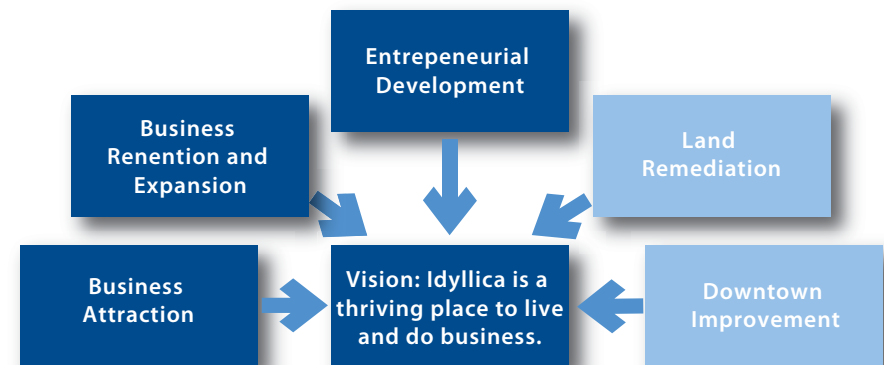 Entrepeneurial
Development
Business
Renention and
Expansion
Land
Remediation
Business
Attraction
Vision: Idyllica is a
thriving place to live
and do business.
Downtown
Improvement